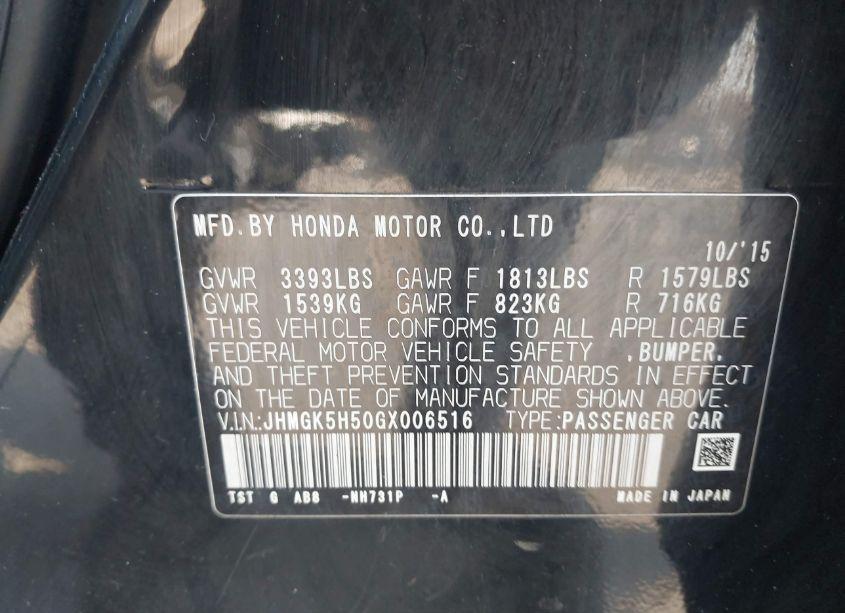 MFD.BY HONDA MOTOR CO.,LTD
10/'15
GVWR 3393LBS GAWR F 1813LBS R 1579LBS
GVWR 1539KG GAWR F 823KG R 716KG
THIS VEHICLE CONFORMS TO ALL APPLICABLE
FEDERAL MOTOR VEHICLE SAFETY ,BUMPER,
AND THEFT PREVENTION STANDARDS IN EFFECT
ON THE DATE OF MANUFACTURE SHOWN ABOVE.
V.I.N.:JHMGK5H50GX006516 TYPE:PASSENGER CAR
TST G AB8 -NH731P -A MADE IN JAPAN